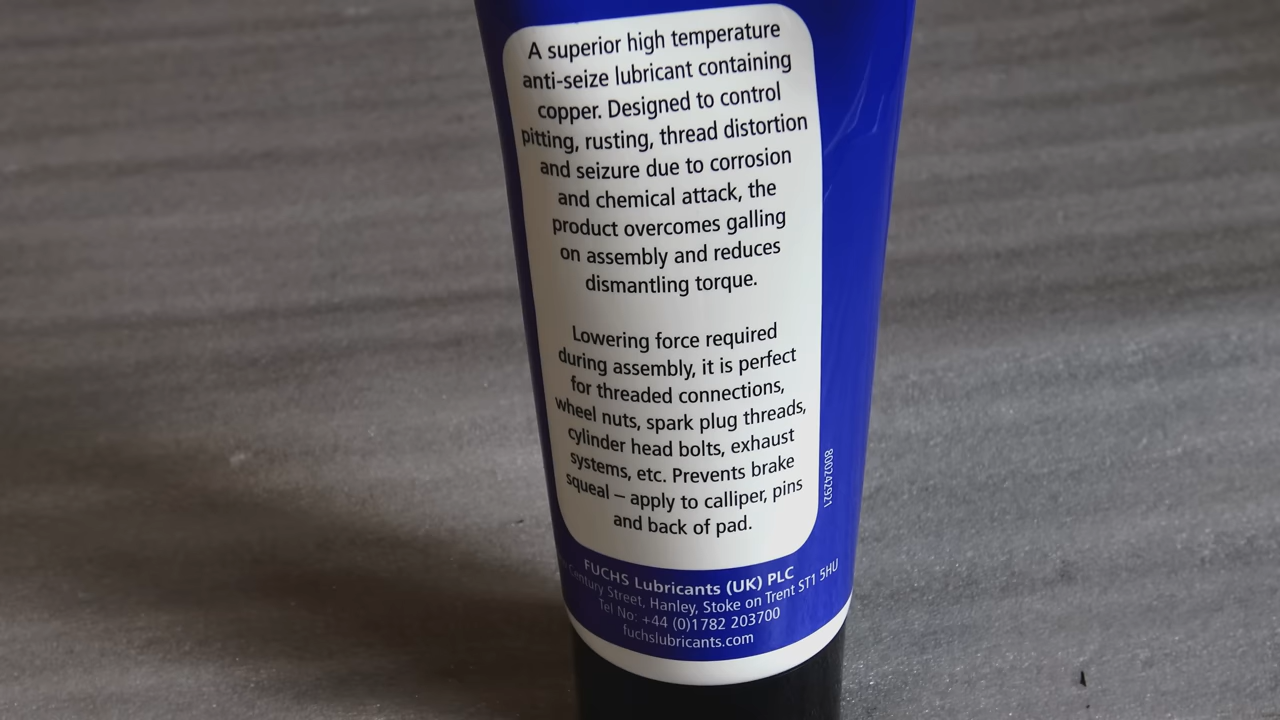 A superior high temperature
anti-seize lubricant containing
copper. Designed to control
pitting, rusting, thread distortion
and seizure due to corrosion
and chemical attack, the
product overcomes galling
on assembly and reduces
dismantling torque.
Lowering force required
during assembly, it is perfect
for threaded connections,
wheel nuts, spark plug threads,
cylinder head bolts, exhaust
systems, etc. Prevents brake
squeal – apply to calliper, pins
and back of pad.
800242921
FUCHS Lubricants (UK) PLC
Century Street, Hanley, Stoke on Trent ST1 5HU
Tel No: +44 (0)1782 203700
fuchslubricants.com